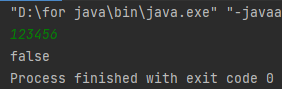 "D:\for java\bin\java.exe" "-javaa
123456
false
Process finished with exit code 0